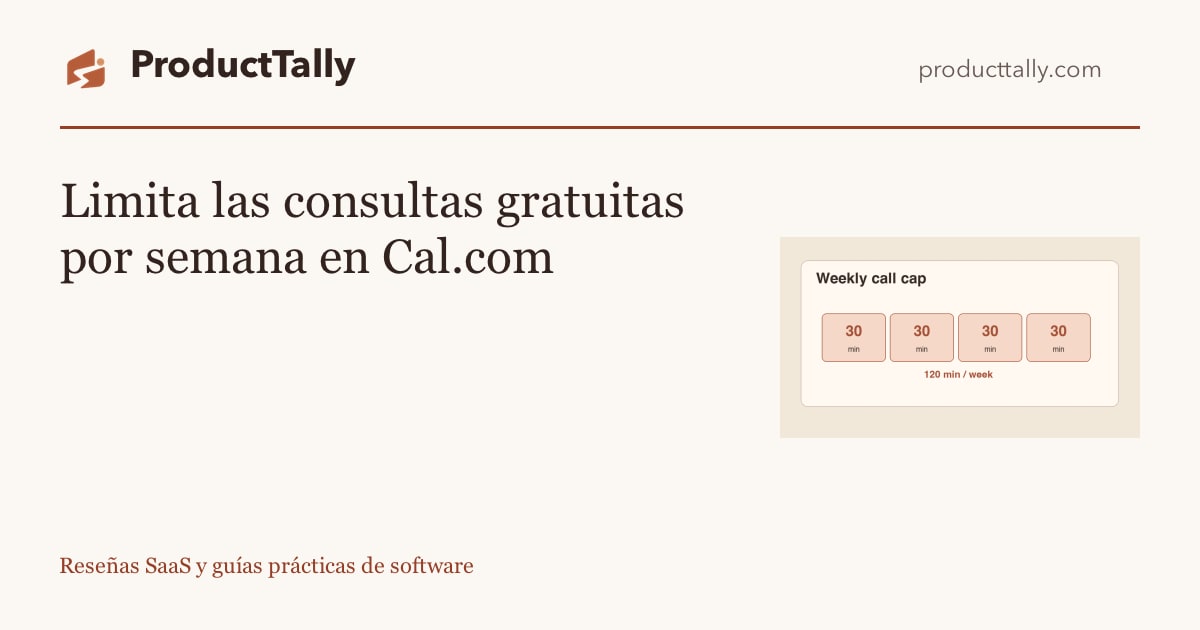 ProductTally
producttally.com
Limita las consultas gratuitas
por semana en Cal.com
Weekly call cap
30 30 30 30
min min min min
120 min / week
Reseñas SaaS y guías prácticas de software